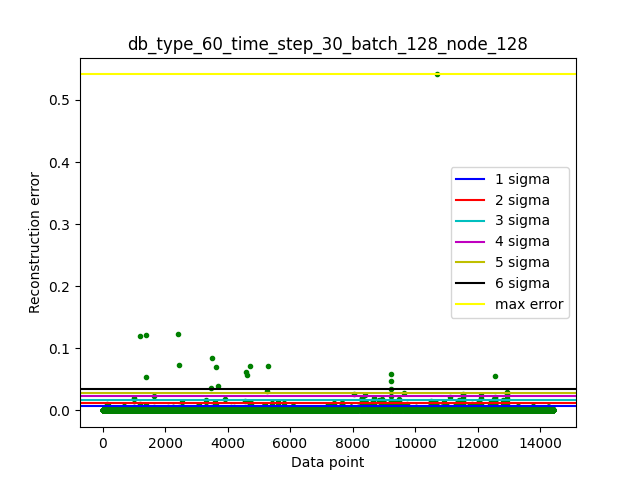 db_type_60_time_step_30_batch_128_node_128
Reconstruction error
0.5
0.4
0.3
0.2
0.1
0.0
1 sigma
2 sigma
3 sigma
4 sigma
5 sigma
6 sigma
max error
0 2000 4000 6000 8000 10000 12000 14000
Data point